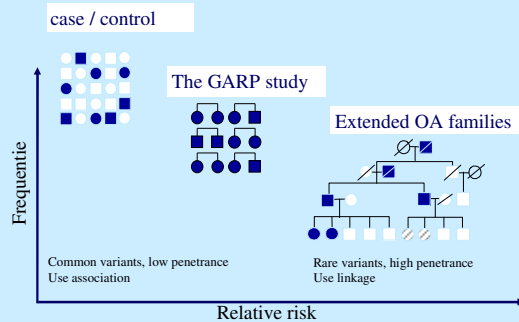 case / control
The GARP study
Extended OA families
Frequentie
Common variants, low penetrance
Use association
Rare variants, high penetrance
Use linkage
Relative risk